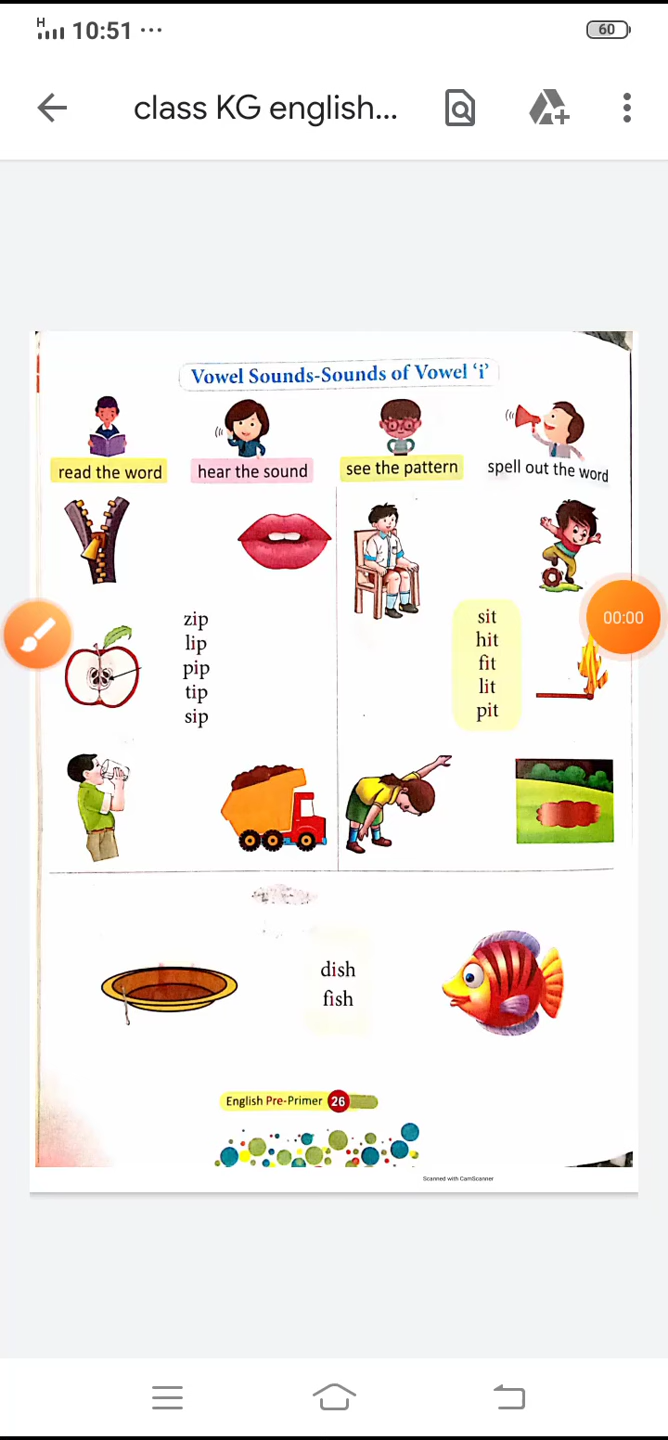 H
10:51 ...
60
class KG english...
Vowel Sounds-Sounds of Vowel ‘i’
read the word
hear the sound
see the pattern
spell out the word
zip
lip
pip
tip
sip
sit
hit
fit
lit
pit
00:00
dish
fish
English Pre-Primer 26
Scanned with CamScanner